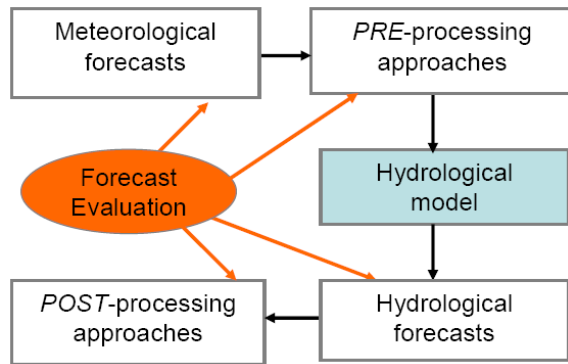 Meteorological
forecasts
PRE-processing
approaches
Forecast
Evaluation
Hydrological
model
POST-processing
approaches
Hydrological
forecasts